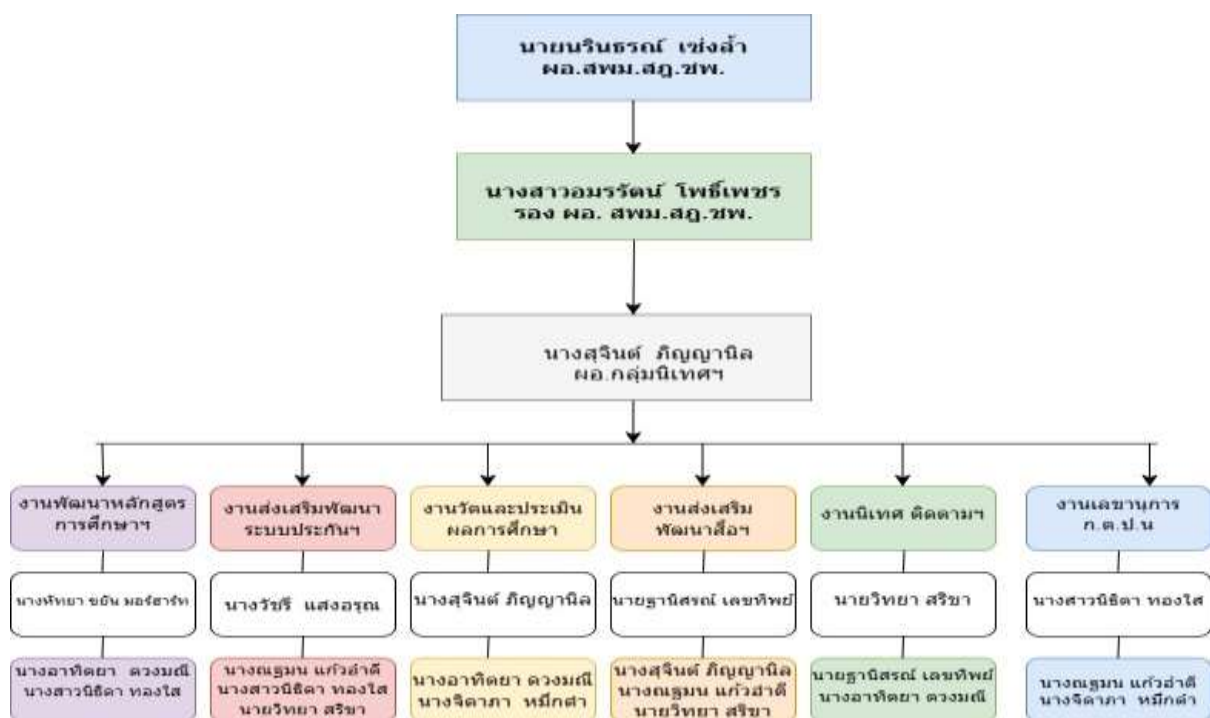 นายนรินธรณ์ เซ่งล้ำ
ผอ.สพม.สฎ.ชพ.
นางสาวอมรรัตน์ โพธิ์เพชร
รอง ผอ. สพม.สฎ.ชพ.
นางสุจินต์ ภิญญานิล
ผอ.กลุ่มนิเทศฯ
งานพัฒนาหลักสูตร
การศึกษาฯ
งานส่งเสริมพัฒนา
ระบบประกันฯ
งานวัดและประเมิน
ผลการศึกษา
งานส่งเสริม
พัฒนาสื่อฯ
งานนิเทศ ติดตามฯ
งานเลขานุการ
ก.ต.ป.น
นางหัทยา ขยัน มอร์ฮาร์ท
นางวัชรี แสงอรุณ
นางสุจินต์ ภิญญานิล
นายฐานิสรณ์ เลขทิพย์
นายวิทยา สริขา
นางสาวนิธิดา ทองใส
นางอาทิตยา ดวงมณี
นางสาวนิธิดา ทองใส
นางณฐมน แก้วอำดี
นางสาวนิธิดา ทองใส
นายวิทยา สริขา
นางอาทิตยา ดวงมณี
นางจิดาภา หมึกดำ
นางสุจินต์ ภิญญานิล
นางณฐมน แก้วอำดี
นายวิทยา สริขา
นายฐานิสรณ์ เลขทิพย์
นางอาทิตยา ดวงมณี
นางณฐมน แก้วอำดี
นางจิดาภา หมึกดำ